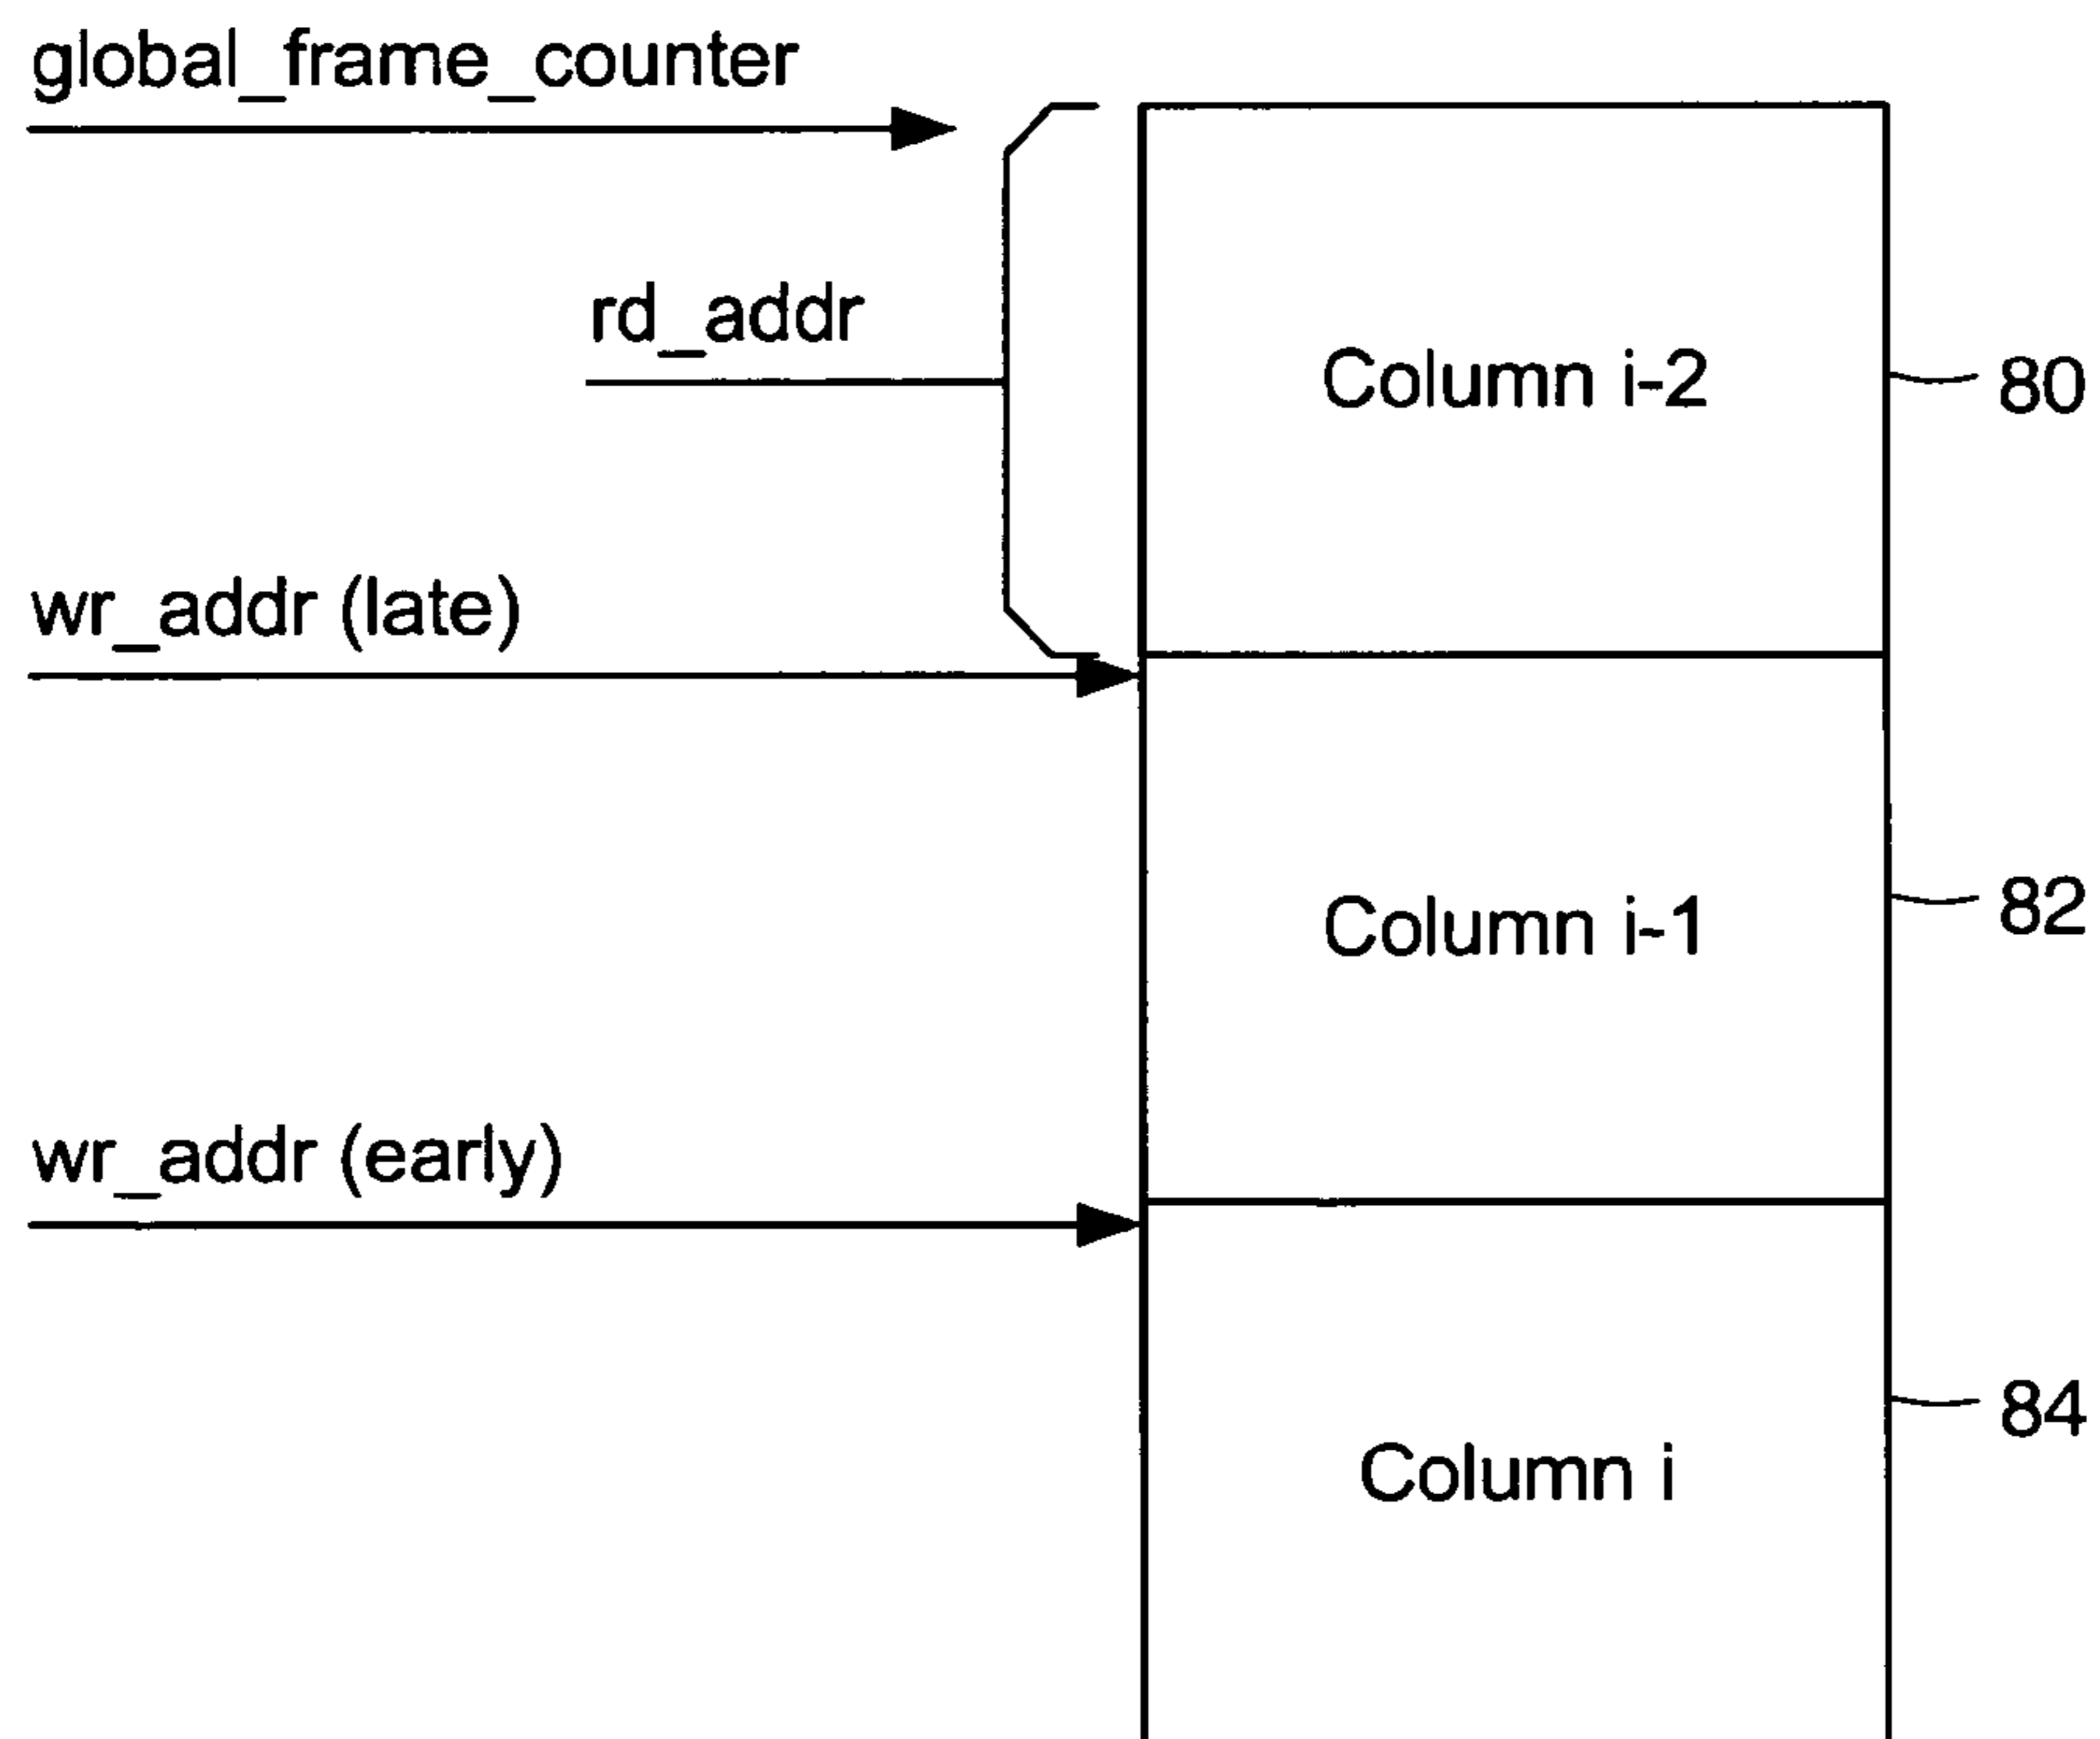 global_frame_counter
rd_addr
Column i-2
80
wr_addr (late)
Column i-1
82
wr_addr (early)
84
Column i